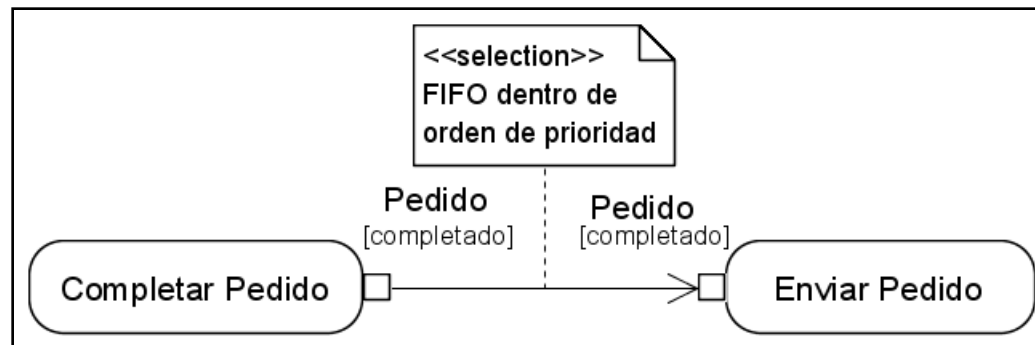 <<selection>>
FIFO dentro de
orden de prioridad
Pedido
[completado]
Pedido
[completado]
Completar Pedido
Enviar Pedido